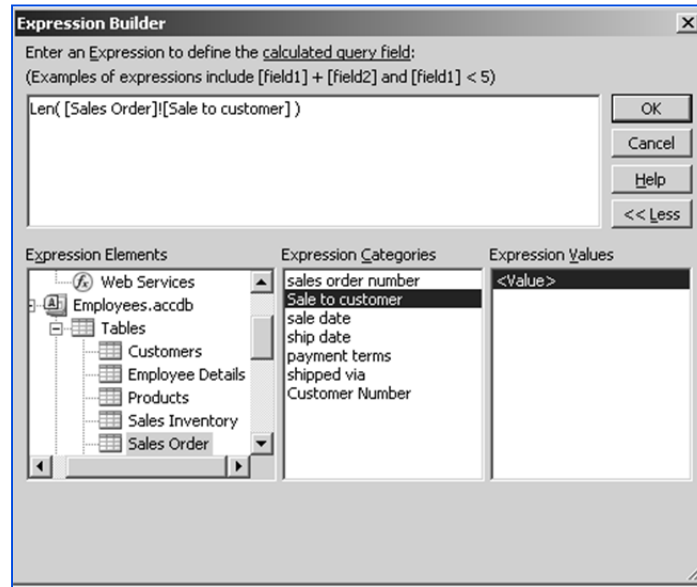 Expression Builder
Enter an Expression to define the calculated query field:
(Examples of expressions include [field1] + [field2] and [field1] < 5)
Len( [Sales Order]![Sale to customer] )
OK
Cancel
Help
<< Less
Expression Elements
Web Services
Employees.accdb
Tables
Customers
Employee Details
Products
Sales Inventory
Sales Order
Expression Categories
sales order number
Sale to customer
sale date
ship date
payment terms
shipped via
Customer Number
Expression Values
<Value>